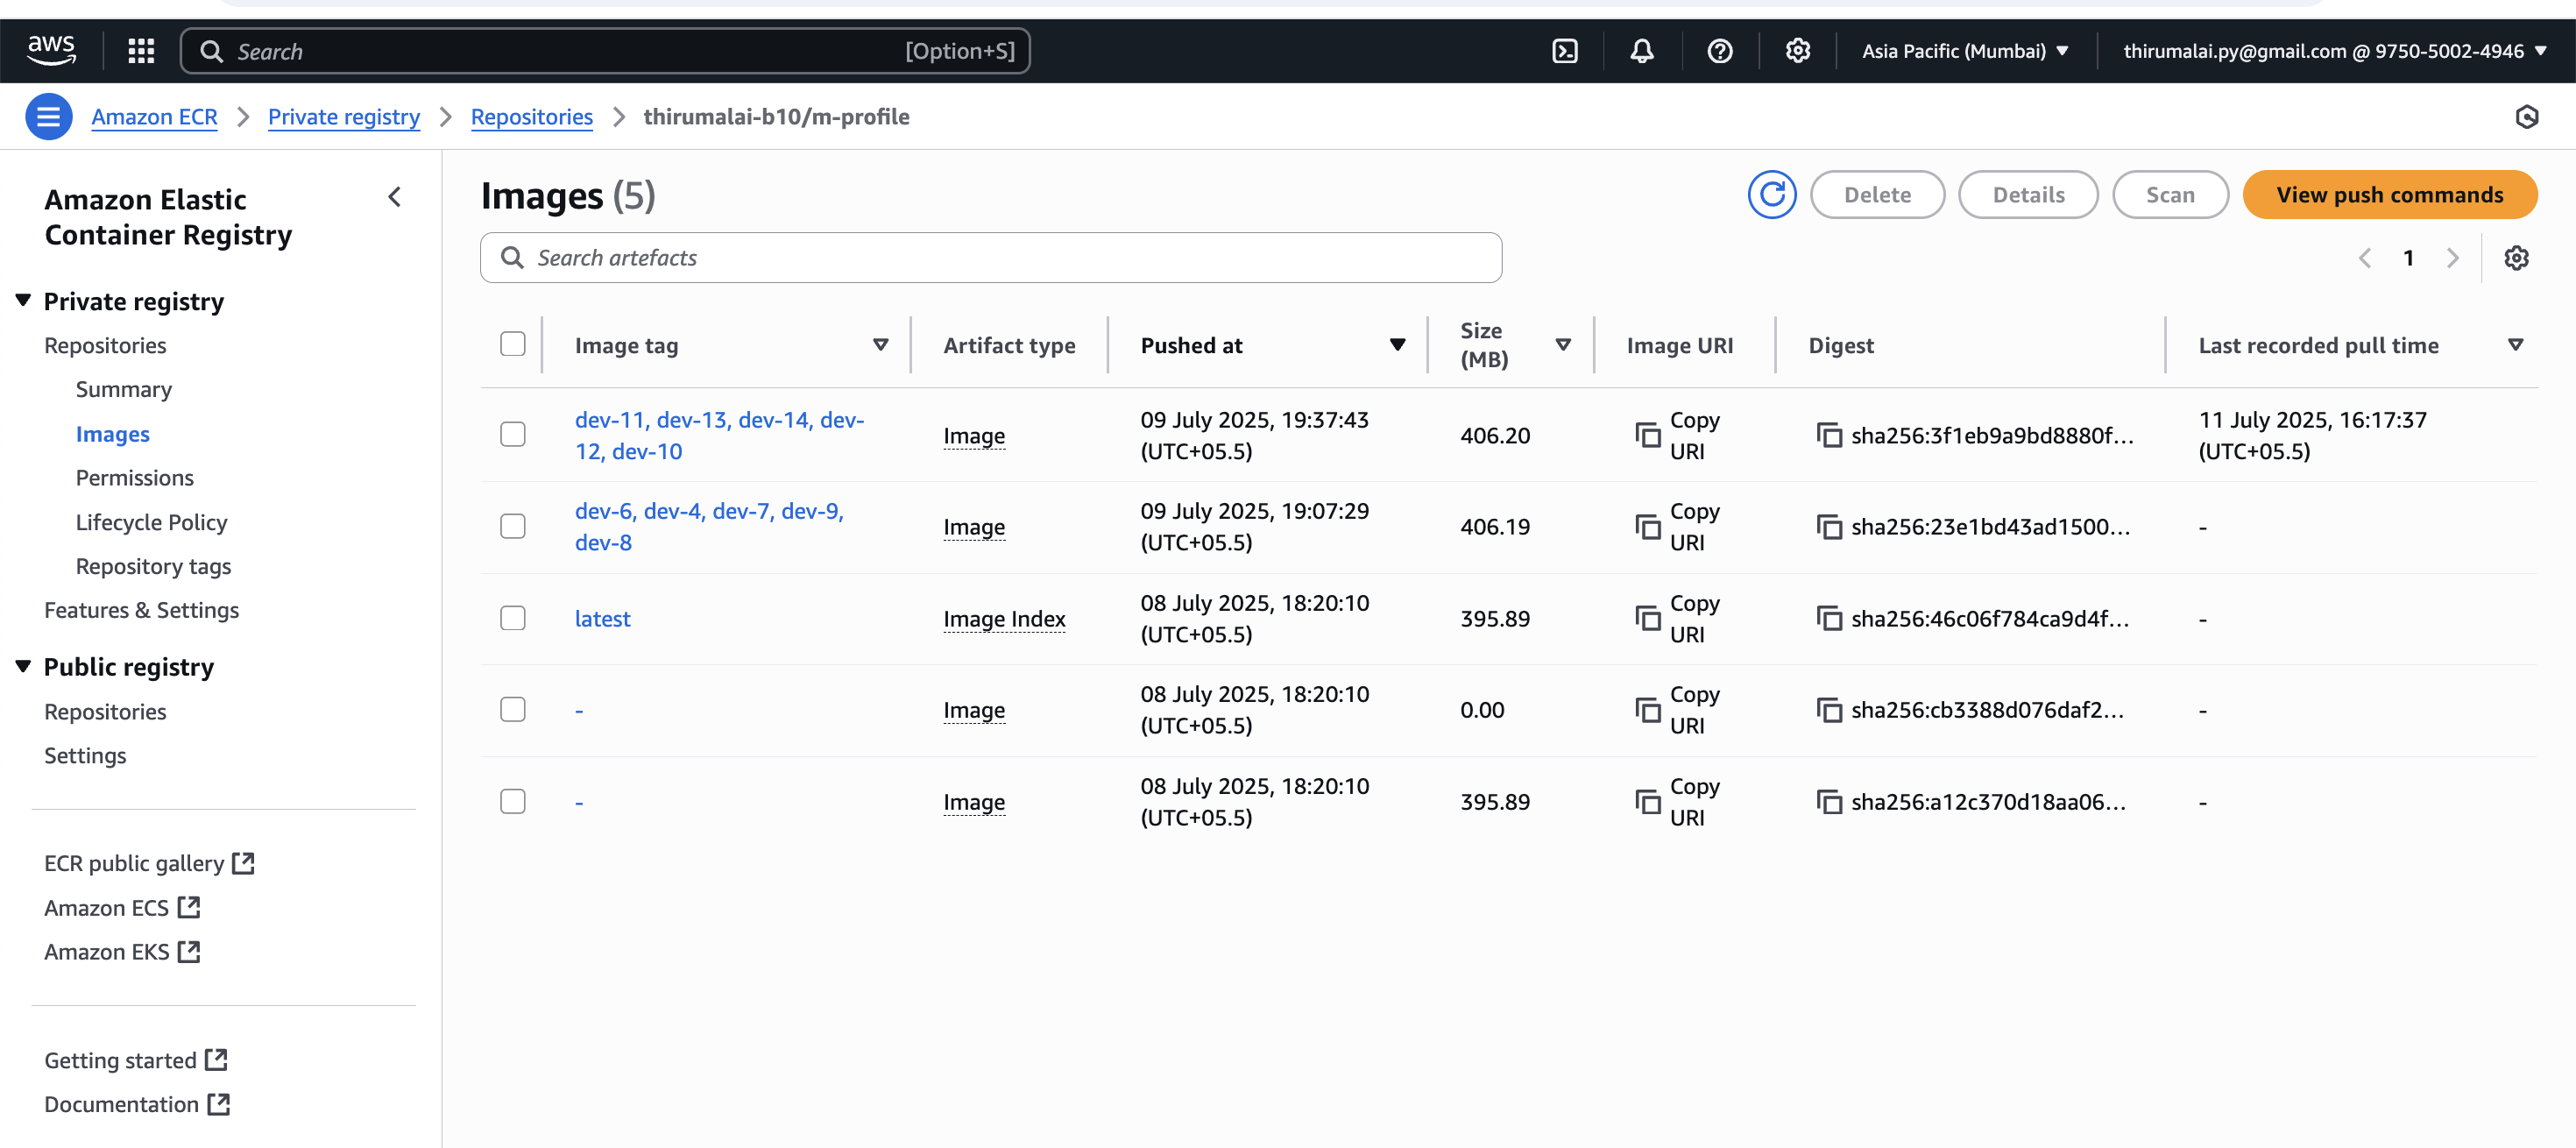 aws
Search [Option+S]
Asia Pacific (Mumbai)
thirumalai.py@gmail.com @ 9750-5002-4946
Amazon ECR
Private registry
Repositories
thirumalai-b10/m-profile
Amazon Elastic
Container Registry
Private registry
Repositories
Summary
Images
Permissions
Lifecycle Policy
Repository tags
Features & Settings
Public registry
Repositories
Settings
ECR public gallery
Amazon ECS
Amazon EKS
Getting started
Documentation
Images (5)
Delete
Details
Scan
View push commands
Search artefacts
1
Image tag
Artifact type
Pushed at
Size
(MB)
Image URI
Digest
Last recorded pull time
dev-11, dev-13, dev-14, dev-
12, dev-10
Image
09 July 2025, 19:37:43
(UTC+05.5)
406.20
Copy
URI
sha256:3f1eb9a9bd8880f...
11 July 2025, 16:17:37
(UTC+05.5)
dev-6, dev-4, dev-7, dev-9,
dev-8
Image
09 July 2025, 19:07:29
(UTC+05.5)
406.19
Copy
URI
sha256:23e1bd43ad1500...
-
latest
Image Index
08 July 2025, 18:20:10
(UTC+05.5)
395.89
Copy
URI
sha256:46c06f784ca9d4f...
-
-
Image
08 July 2025, 18:20:10
(UTC+05.5)
0.00
Copy
URI
sha256:cb3388d076daf2...
-
-
Image
08 July 2025, 18:20:10
(UTC+05.5)
395.89
Copy
URI
sha256:a12c370d18aa06...
-